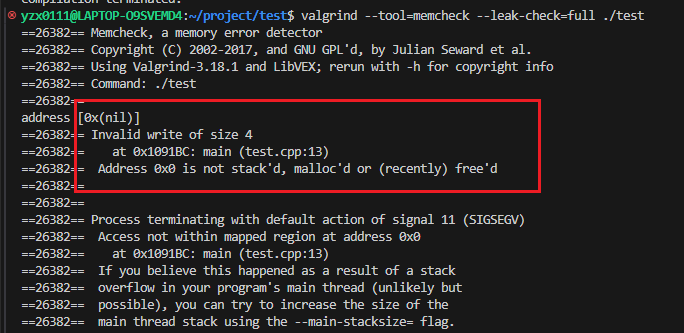 compilation terminated.
yzx0111@LAPTOP-O9SVEMD4:~/project/test$ valgrind --tool=memcheck --leak-check=full ./test
==26382== Memcheck, a memory error detector
==26382== Copyright (C) 2002-2017, and GNU GPL'd, by Julian Seward et al.
==26382== Using Valgrind-3.18.1 and LibVEX; rerun with -h for copyright info
==26382== Command: ./test
==26382==
address [0x(nil)]
==26382== Invalid write of size 4
==26382==    at 0x1091BC: main (test.cpp:13)
==26382==  Address 0x0 is not stack'd, malloc'd or (recently) free'd
==26382==
==26382==
==26382== Process terminating with default action of signal 11 (SIGSEGV)
==26382==  Access not within mapped region at address 0x0
==26382==    at 0x1091BC: main (test.cpp:13)
==26382==  If you believe this happened as a result of a stack
==26382==  overflow in your program's main thread (unlikely but
==26382==  possible), you can try to increase the size of the
==26382==  main thread stack using the --main-stacksize= flag.